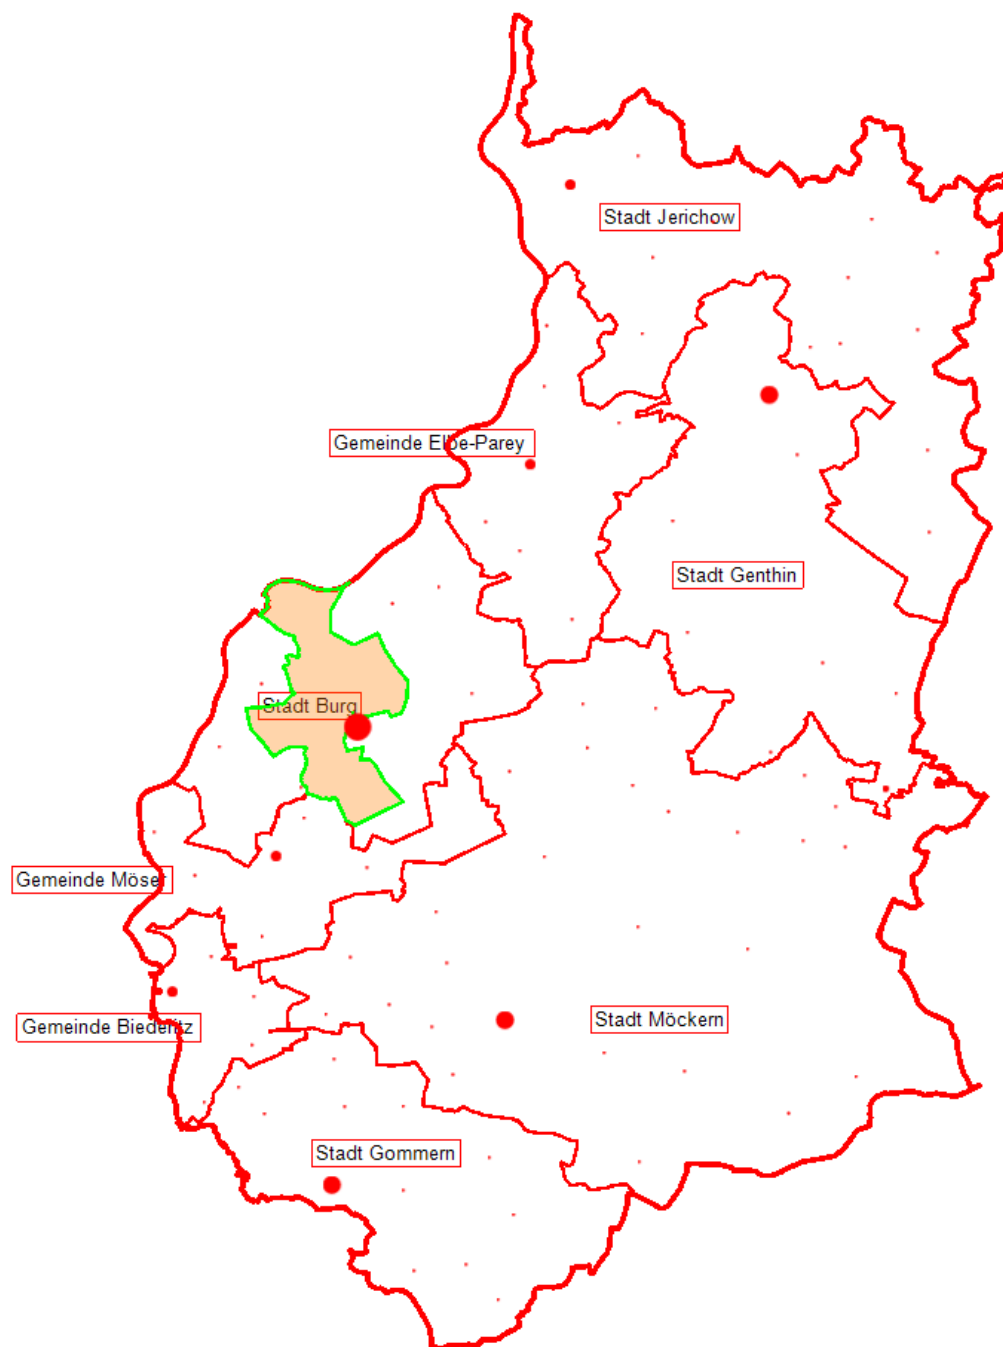 Stadt Jerichow
Gemeinde Elbe-Parey
Stadt Genthin
Stadt Burg
Gemeinde Möser
Stadt Möckern
Gemeinde Biederitz
Stadt Gommern